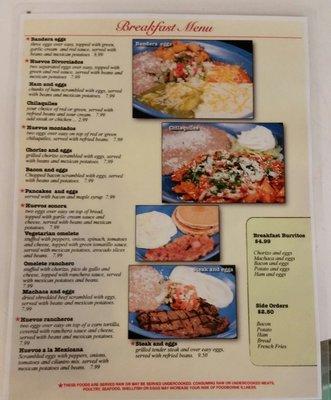 Breakfast Menu
Bandera eggs
three eggs over easy, topped with green,
garlic cream and red sauce, served with
beans and mexican potatoes 8.99
Huevos Divorciados
two separated over easy, topped with
green and red sauce, served with beans
and mexican potatoes 7.99
Ham and eggs
chunks of ham scrambled with eggs, served
with beans and mexican potatoes. 7.99
Chilaquiles
your choice of red or green, served with
refried beans and sour cream. 7.99
add steak or chicken
Huevos montados
two eggs over easy on top of red or green
chilaquiles, served with refried beans. 7.99
Chorizo and eggs
grilled chorizo scrambled with eggs, served
with beans and mexican potatoes. 7.99
Bacon and eggs
Chopped bacon scrambled with eggs, served
with beans and mexican potatoes. 7.99
Pancakes and eggs
served with bacon and maple syrup 7.99
Huevos sonora
two eggs over easy on top of bread,
topped with garlic cream sauce and
cheese, served with beans and mexican
potatoes. 7.99
Vegetarian omelete
stuffed with peppers, onion, spinach, tomatoes
and cheese, topped with green tomatillo sauce,
served with mexican potatoes, avocado slices
and beans. 7.99
Omelete ranchero
stuffed with chorizo, pico de gallo and
cheese, topped with ranchera sauce, served
with mexican potatoes and beans.
Machaca and eggs
dried shredded beef scrambled with eggs,
served with mexican potatoes and beans.
7.99
Huevos rancheros
two eggs over easy on top of a corn tortilla,
covered with ranchera sauce and cheese,
served with beans and mexican potatoes. 7.99
Huevos a la Mexicana
Scrambled eggs with peppers, onions,
tomatoes and cilantro mix. served with
mexican potatoes and beans. 7.99
Bandera eggs
Chilaquiles
Steak and eggs
Steak and eggs
grilled tender steak and over easy eggs,
served with refried beans. 9.50
Breakfast Burritos
$4.99
Chorizo and eggs
Machaca and eggs
Bacon and eggs
Potato and eggs
Ham and eggs
Side Orders
$2.50
Bacon
Potato
Ham
Bread
French Fries
THESE FOODS ARE SERVED RAW OR MAY BE SERVED UNDERCOOKED. CONSUMING RAW OR UNDERCOOKED MEATS,
POULTRY, SEAFOOD, SHELLFISH OR EGGS MAY INCREASE YOUR RISK OF FOODBORNE ILLNESS.